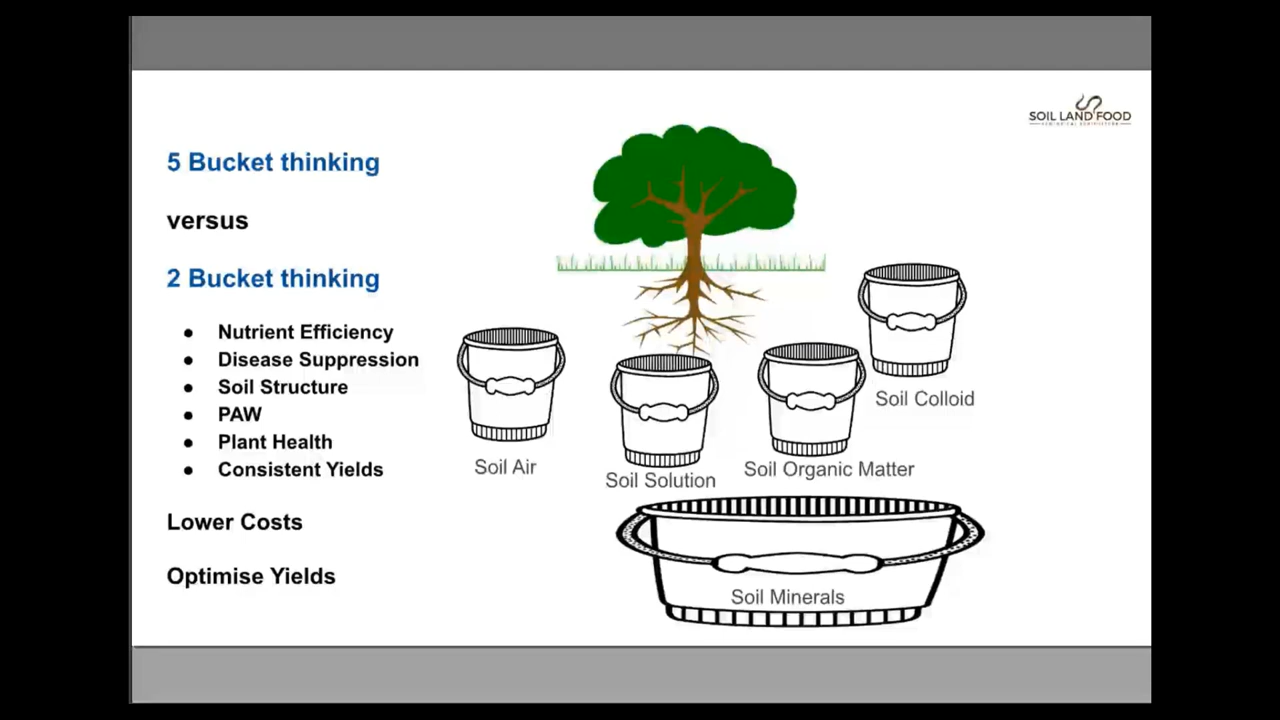 SOIL LAND FOOD
5 Bucket thinking
versus
2 Bucket thinking
● Nutrient Efficiency
● Disease Suppression
● Soil Structure
● PAW
● Plant Health
● Consistent Yields
Lower Costs
Optimise Yields
Soil Air
Soil Solution
Soil Organic Matter
Soil Colloid
Soil Minerals